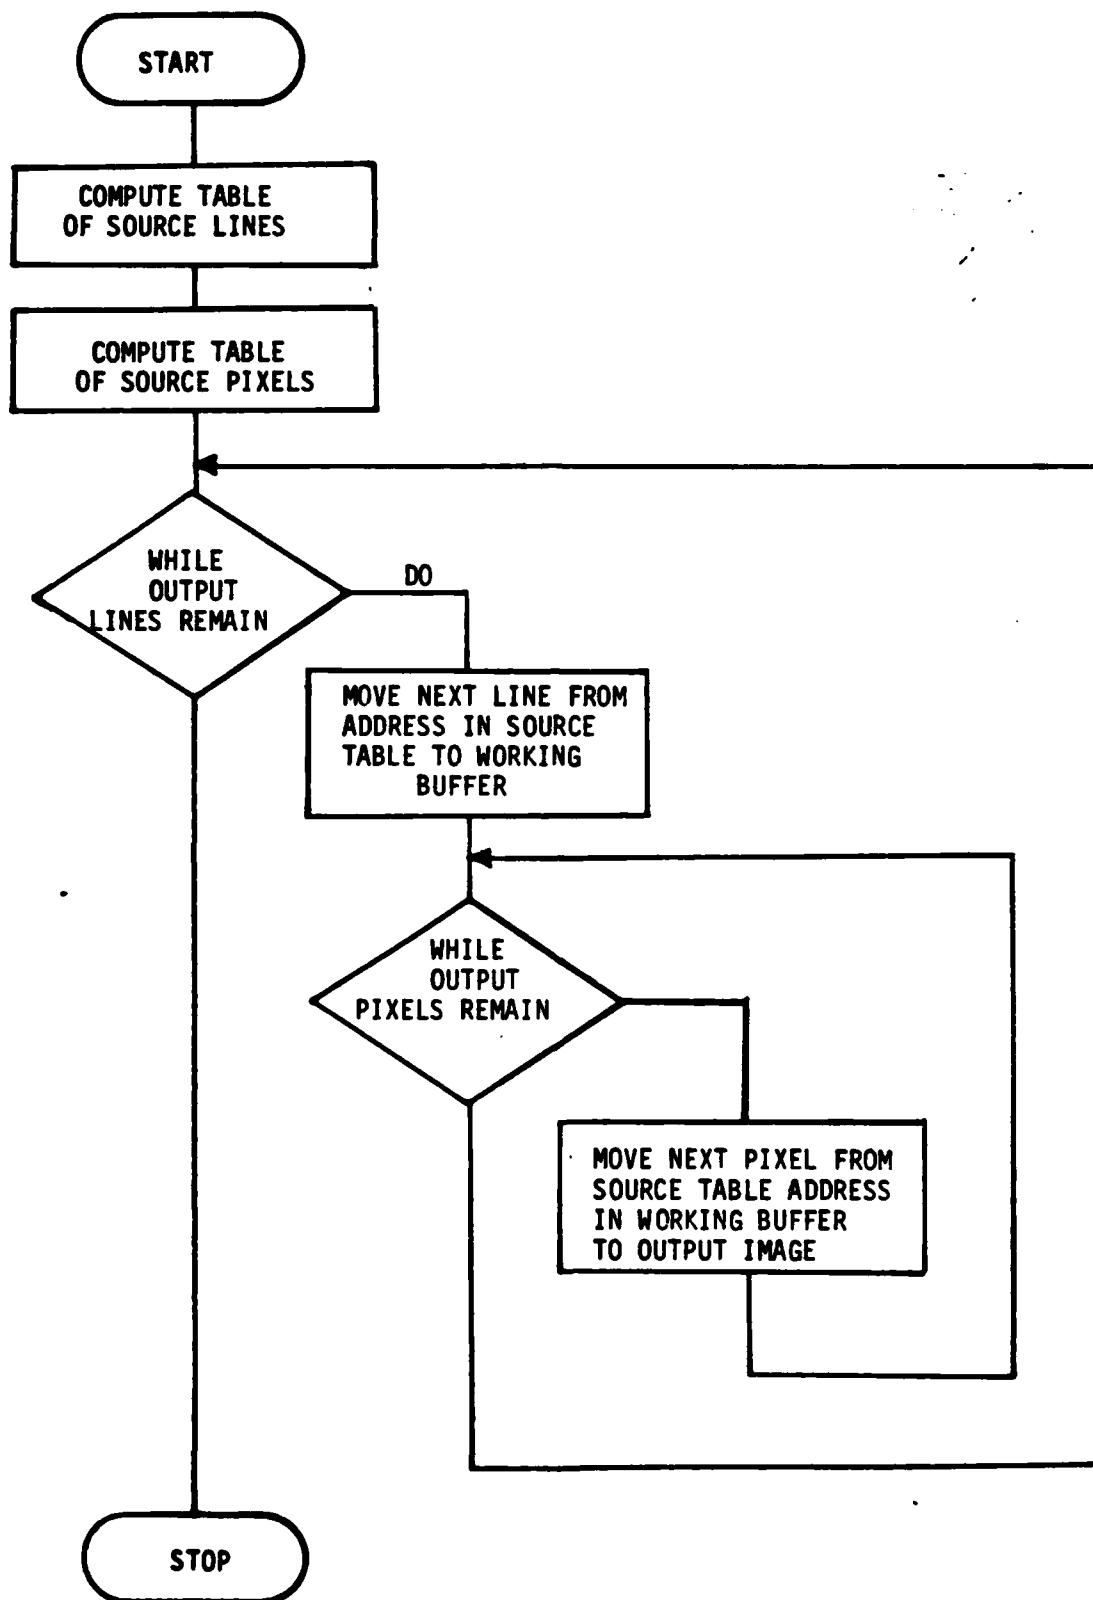 START
COMPUTE TABLE
OF SOURCE LINES
COMPUTE TABLE
OF SOURCE PIXELS
WHILE
OUTPUT
LINES REMAIN
DO
MOVE NEXT LINE FROM
ADDRESS IN SOURCE
TABLE TO WORKING
BUFFER
WHILE
OUTPUT
PIXELS REMAIN
MOVE NEXT PIXEL FROM
SOURCE TABLE ADDRESS
IN WORKING BUFFER
TO OUTPUT IMAGE
STOP